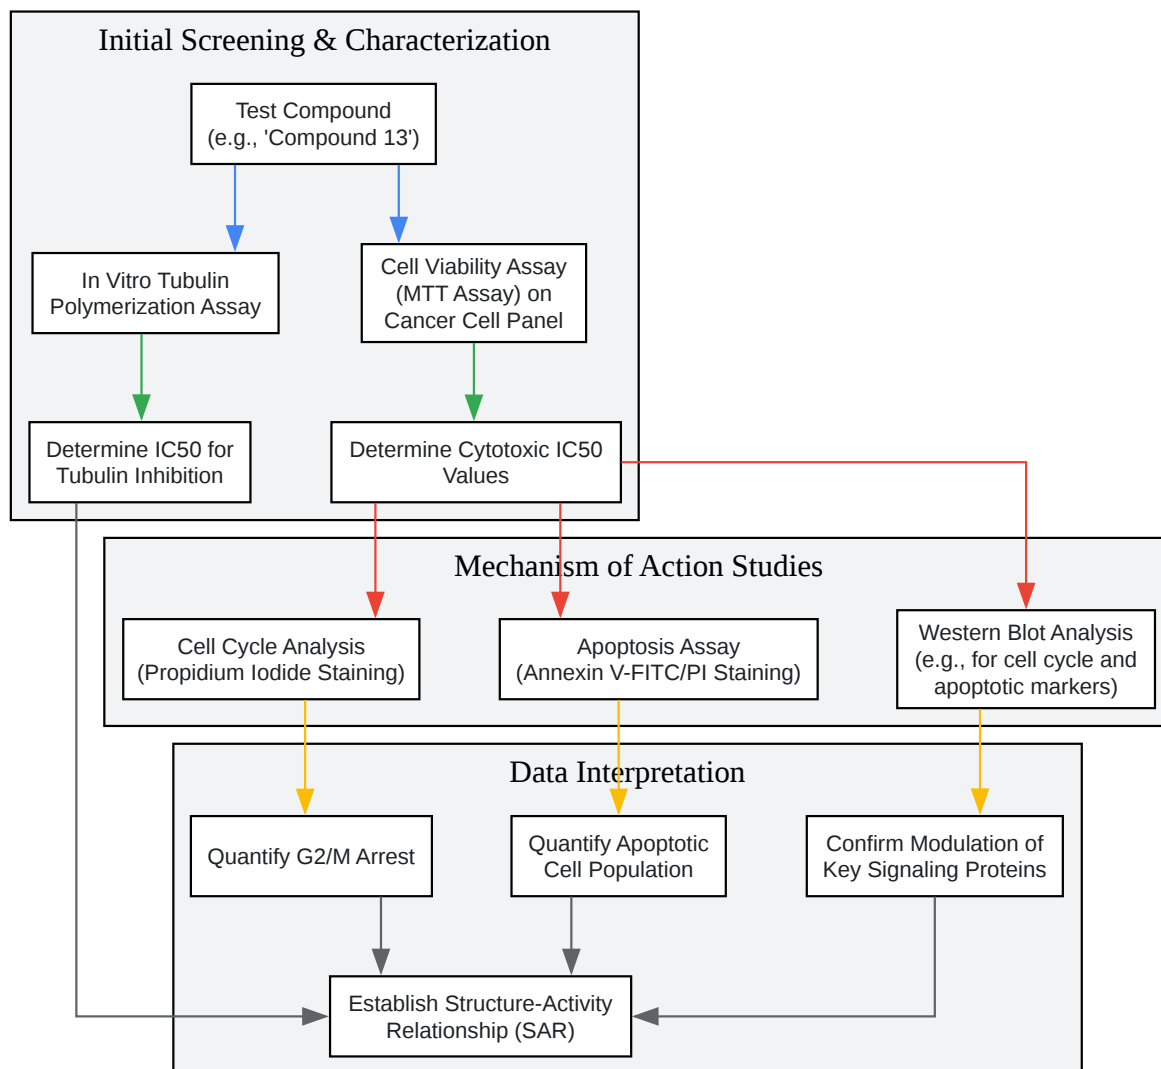 Initial Screening & Characterization
Test Compound
(e.g., 'Compound 13')
In Vitro Tubulin
Polymerization Assay
Cell Viability Assay
(MTT Assay) on
Cancer Cell Panel
Determine IC50 for
Tubulin Inhibition
Determine Cytotoxic IC50
Values
Mechanism of Action Studies
Cell Cycle Analysis
(Propidium Iodide Staining)
Apoptosis Assay
(Annexin V-FITC/PI Staining)
Western Blot Analysis
(e.g., for cell cycle and
apoptotic markers)
Data Interpretation
Quantify G2/M Arrest
Quantify Apoptotic
Cell Population
Confirm Modulation of
Key Signaling Proteins
Establish Structure-Activity
Relationship (SAR)